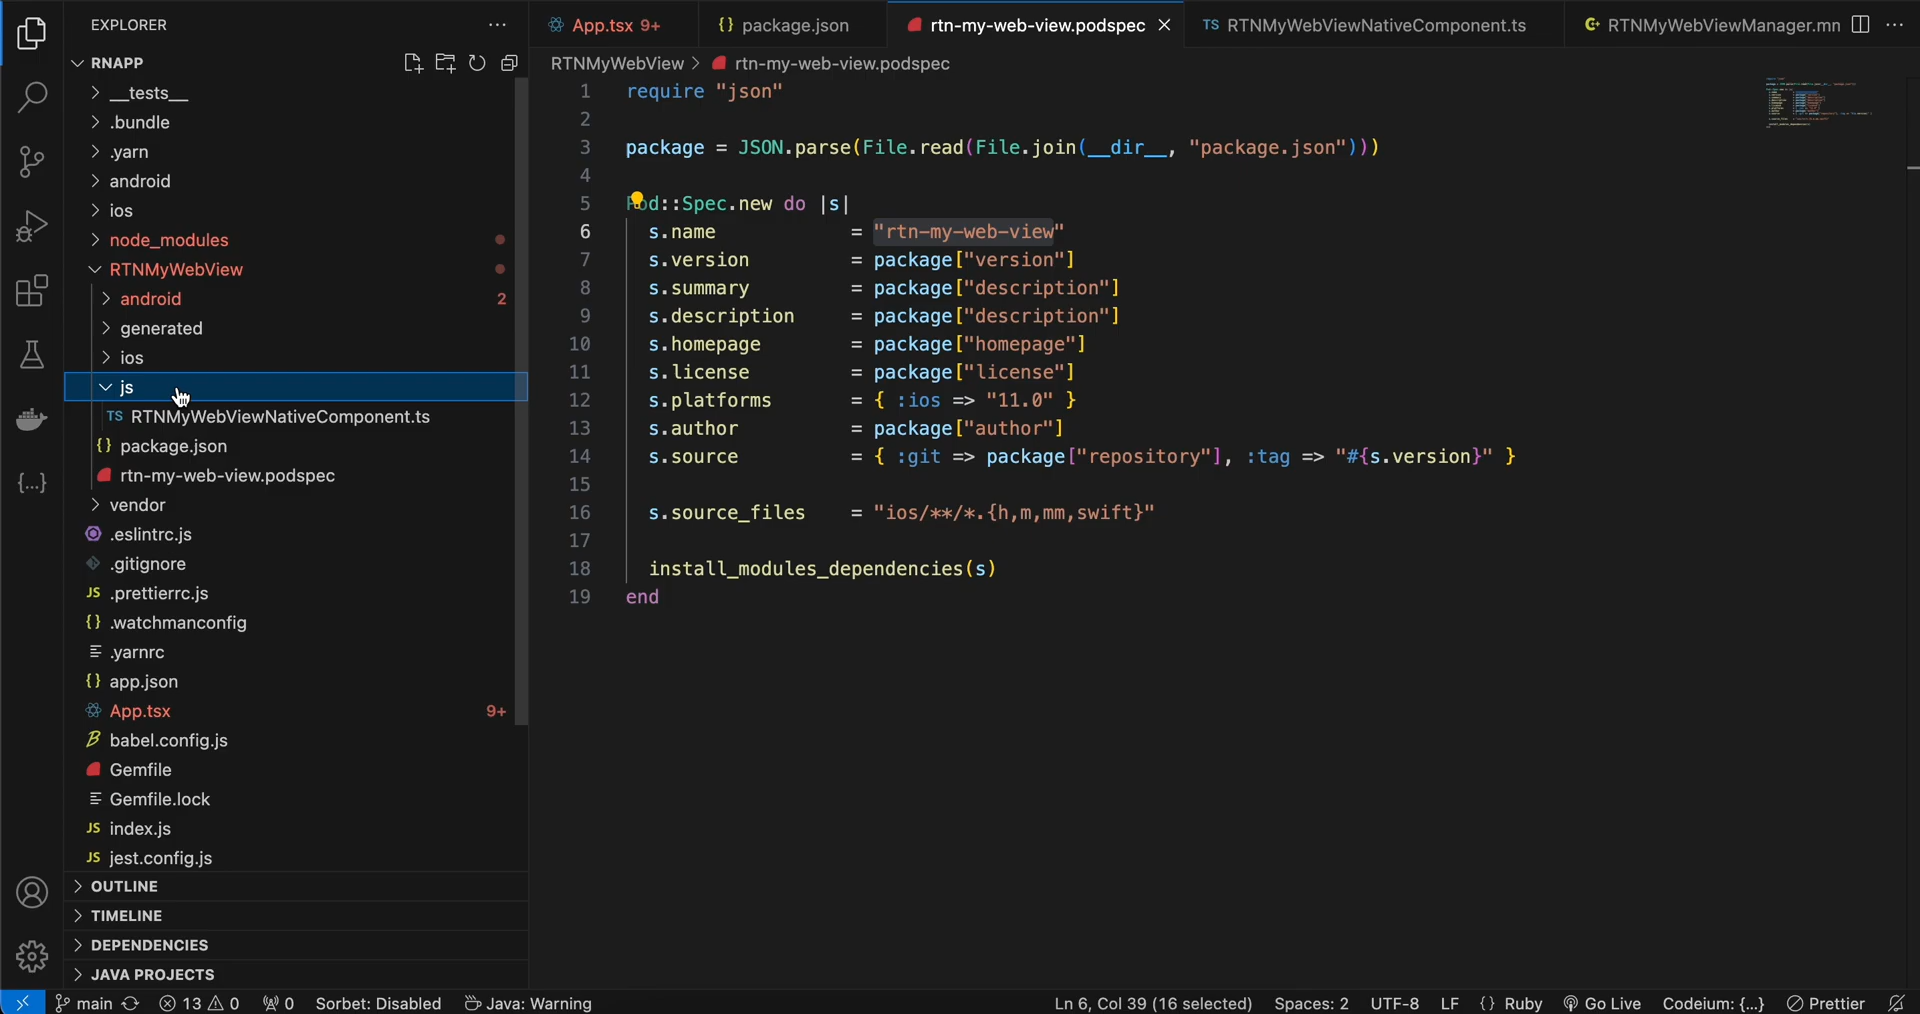 EXPLORER
RNAPP
__tests__
.bundle
.yarn
android
ios
node_modules
RTNMyWebView
android 2
generated
ios
js
TS RTNMyWebViewNativeComponent.ts
{} package.json
rtn-my-web-view.podspec
vendor
.eslintrc.js
.gitignore
JS .prettierrc.js
{} .watchmanconfig
.yarnrc
{} app.json
App.tsx 9+
babel.config.js
Gemfile
Gemfile.lock
JS index.js
JS jest.config.js
OUTLINE
TIMELINE
DEPENDENCIES
JAVA PROJECTS
App.tsx 9+ {} package.json rtn-my-web-view.podspec TS RTNMyWebViewNativeComponent.ts RTNMyWebViewManager.mn
RTNMyWebView > rtn-my-web-view.podspec
1 require "json"
2
3 package = JSON.parse(File.read(File.join(__dir__, "package.json")))
4
5 Pod::Spec.new do |s|
6 s.name = "rtn-my-web-view"
7 s.version = package["version"]
8 s.summary = package["description"]
9 s.description = package["description"]
10 s.homepage = package["homepage"]
11 s.license = package["license"]
12 s.platforms = { :ios => "11.0" }
13 s.author = package["author"]
14 s.source = { :git => package["repository"], :tag => "#{s.version}" }
15
16 s.source_files = "ios/**/*.{h,m,mm,swift}"
17
18 install_modules_dependencies(s)
19 end
main 13 0 0 Sorbet: Disabled Java: Warning Ln 6, Col 39 (16 selected) Spaces: 2 UTF-8 LF {} Ruby Go Live Codeium: {...} Prettier